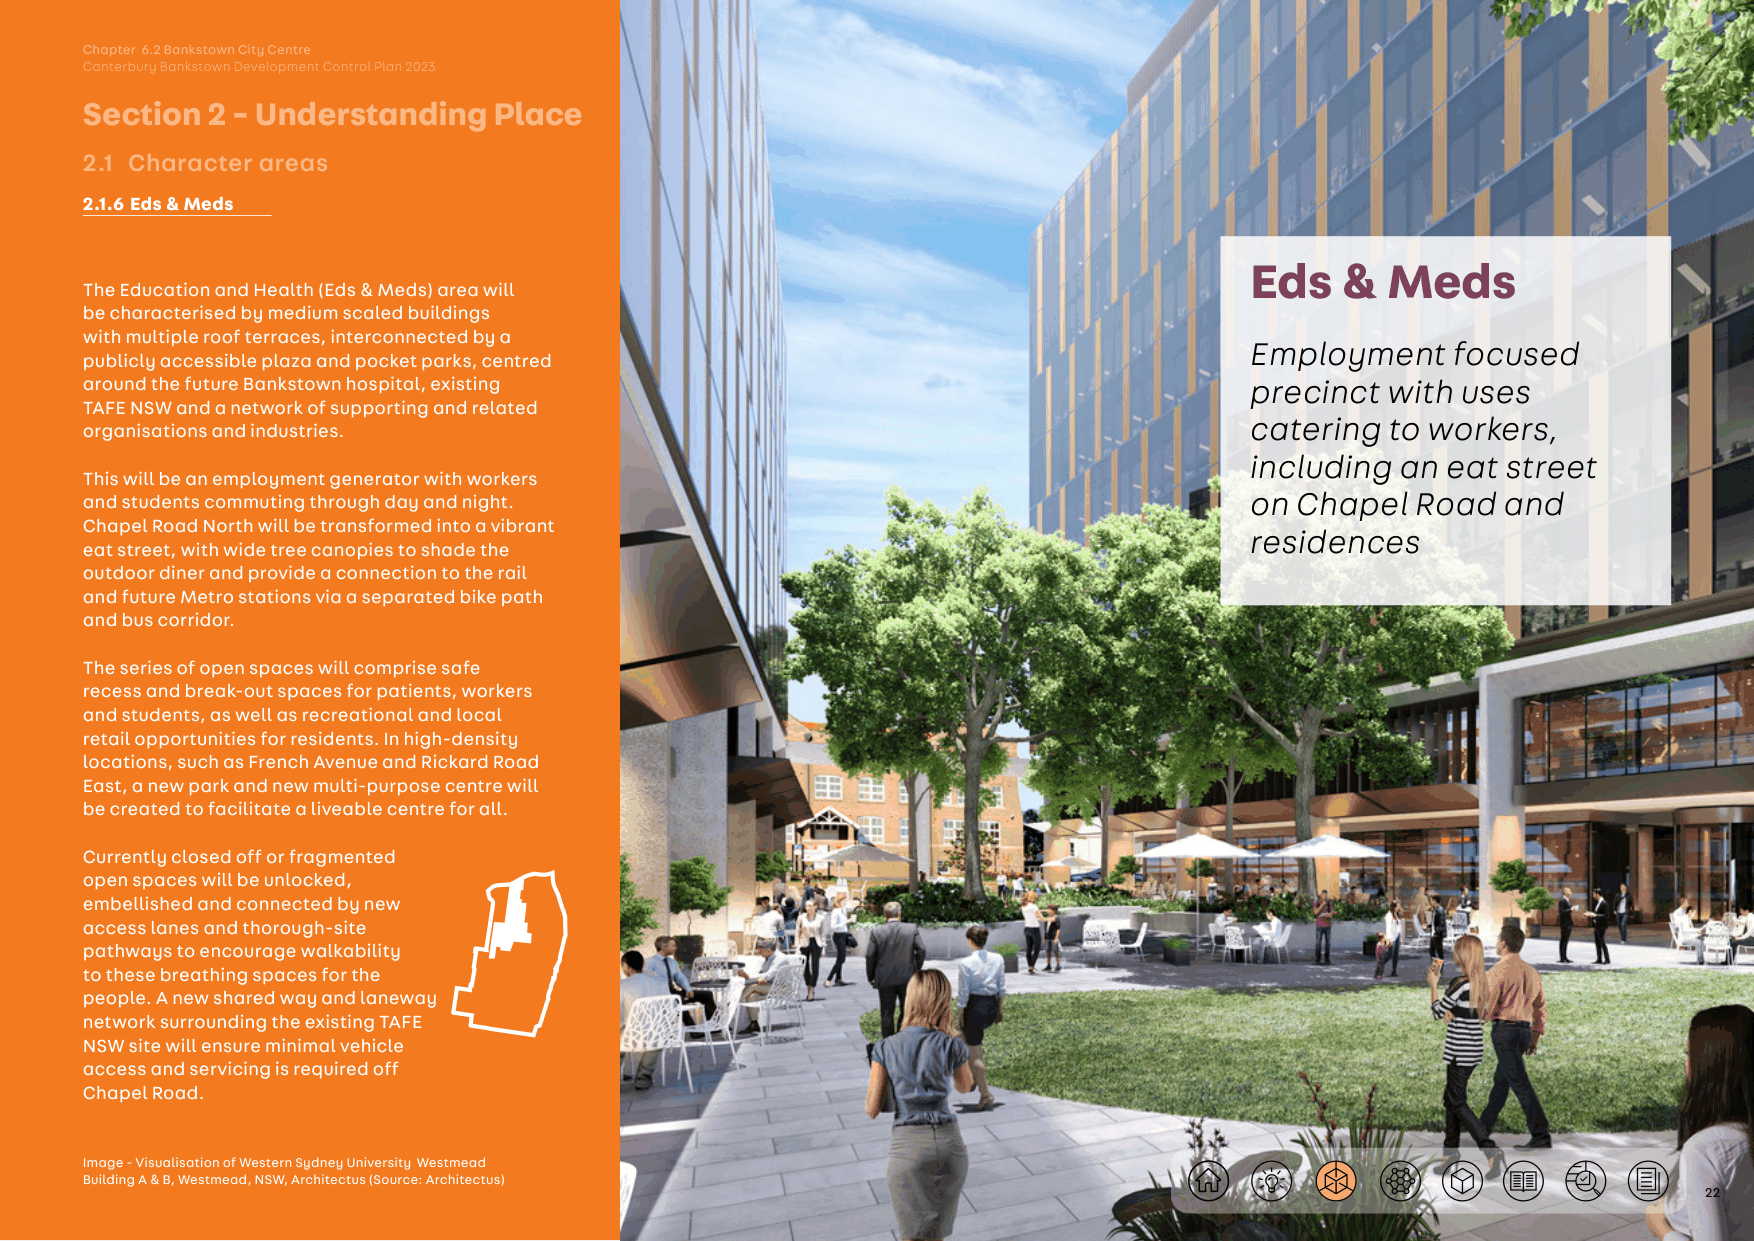 Chapter 6.2 Bankstown City Centre
Canterbury Bankstown Development Control Plan 2023
Section 2 – Understanding Place
2.1 Character areas
2.1.6 Eds & Meds
The Education and Health (Eds & Meds) area will
be characterised by medium scaled buildings
with multiple roof terraces, interconnected by a
publicly accessible plaza and pocket parks, centred
around the future Bankstown hospital, existing
TAFE NSW and a network of supporting and related
organisations and industries.
This will be an employment generator with workers
and students commuting through day and night.
Chapel Road North will be transformed into a vibrant
eat street, with wide tree canopies to shade the
outdoor diner and provide a connection to the rail
and future Metro stations via a separated bike path
and bus corridor.
The series of open spaces will comprise safe
recess and break-out spaces for patients, workers
and students, as well as recreational and local
retail opportunities for residents. In high-density
locations, such as French Avenue and Rickard Road
East, a new park and new multi-purpose centre will
be created to facilitate a liveable centre for all.
Currently closed off or fragmented
open spaces will be unlocked,
embellished and connected by new
access lanes and thorough-site
pathways to encourage walkability
to these breathing spaces for the
people. A new shared way and laneway
network surrounding the existing TAFE
NSW site will ensure minimal vehicle
access and servicing is required off
Chapel Road.
Image - Visualisation of Western Sydney University Westmead
Building A & B, Westmead, NSW, Architectus (Source: Architectus)
Eds & Meds
Employment focused
precinct with uses
catering to workers,
including an eat street
on Chapel Road and
residences
22